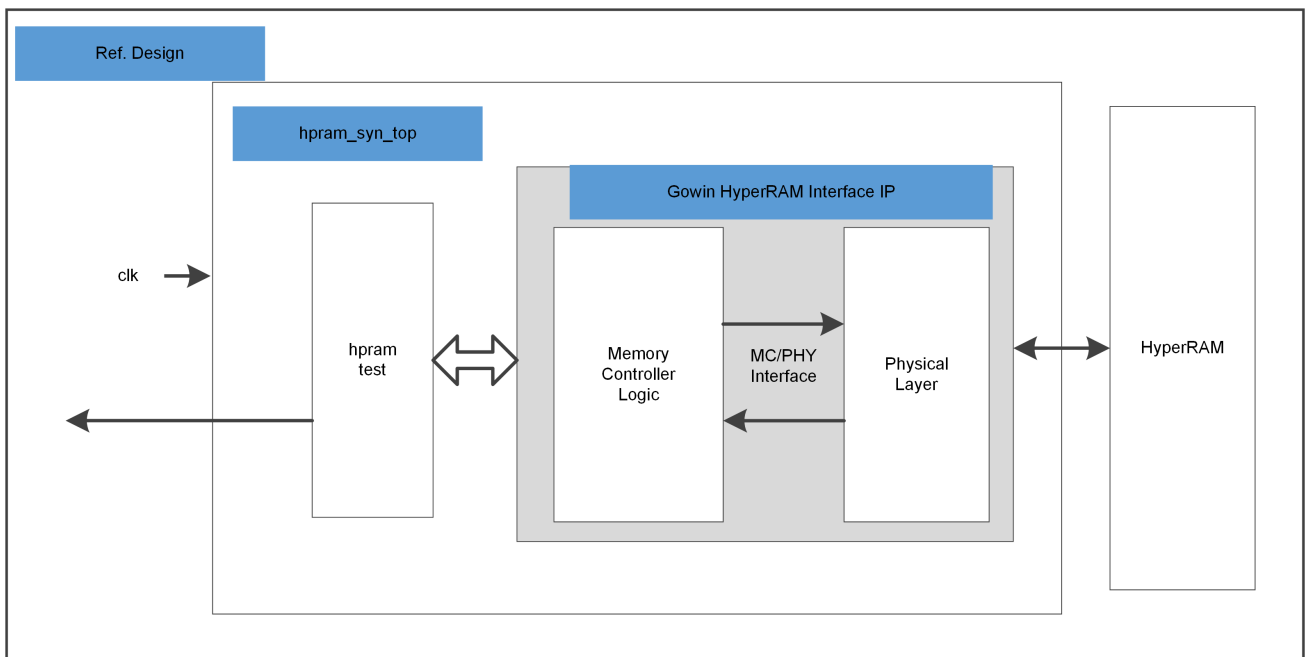 Ref. Design
hpram_syn_top
Gowin HyperRAM Interface IP
clk
hpram
test
Memory
Controller
Logic
MC/PHY
Interface
Physical
Layer
HyperRAM